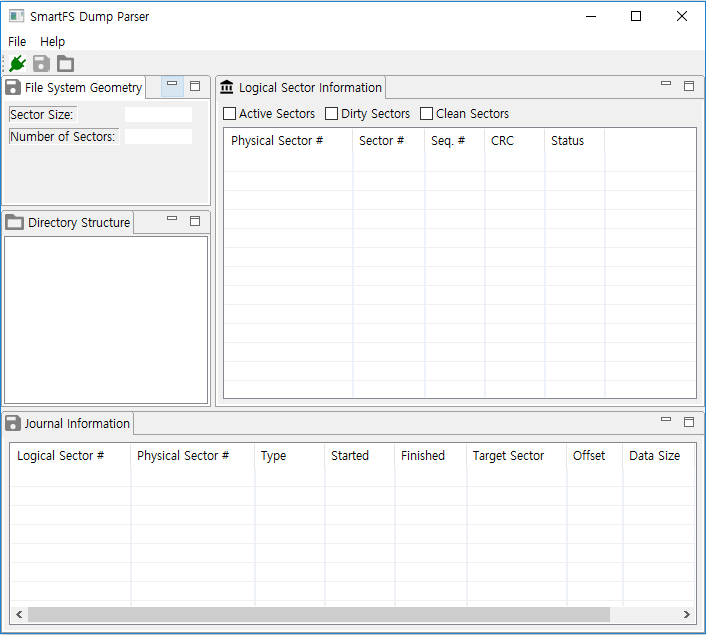 SmartFS Dump Parser
File Help
File System Geometry
Sector Size:
Number of Sectors:
Directory Structure
Logical Sector Information
Active Sectors Dirty Sectors Clean Sectors
Physical Sector # Sector # Seq. # CRC Status
Journal Information
Logical Sector # Physical Sector # Type Started Finished Target Sector Offset Data Size